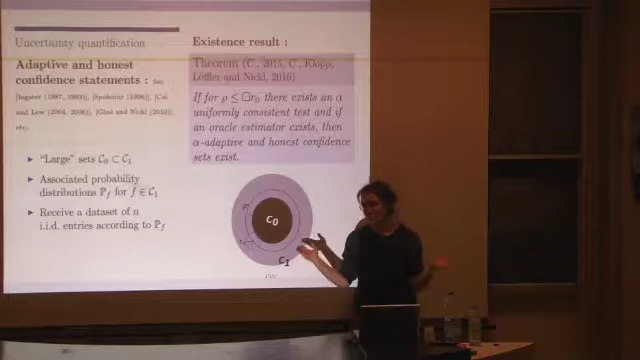 Uncertainty quantification
Adaptive and honest
confidence statements : See
[Ingster (1987, 1993)], [Spokoiny (1996)], [Cai
and Low (2004, 2006)], [Giné and Nickl (2010)],
etc.
▶ "Large" sets C₀ ⊂ C₁
▶ Associated probability
distributions ℙ_f for f ∈ C₁
▶ Receive a dataset of n
i.i.d. entries according to ℙ_f
Existence result :
Theorem (C., 2015, C., Klopp,
Löffler and Nickl, 2016)
If for ρ ≤ □r₀ there exists an α
uniformly consistent test and if
an oracle estimator exists, then
α-adaptive and honest confidence
sets exist.
C₀
C₁